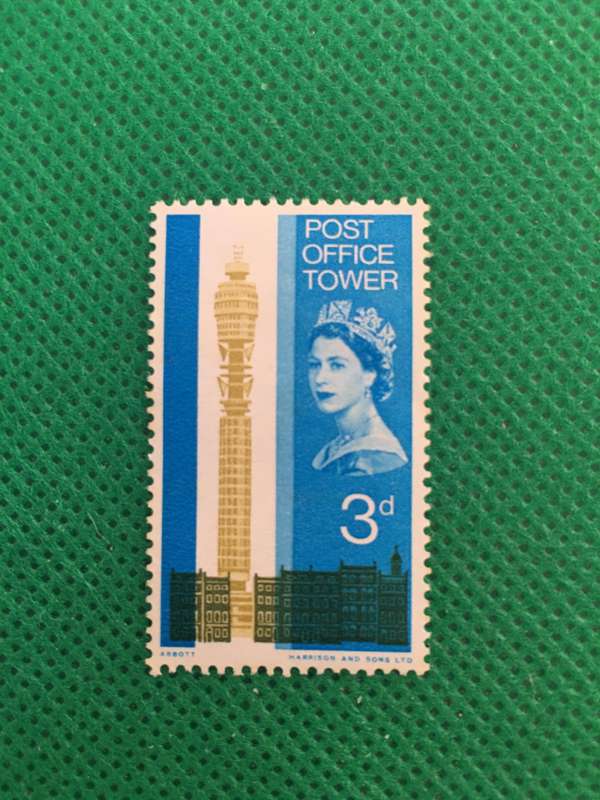 POST
OFFICE
TOWER
3d
ABBOTT
HARRISON AND SONS LTD